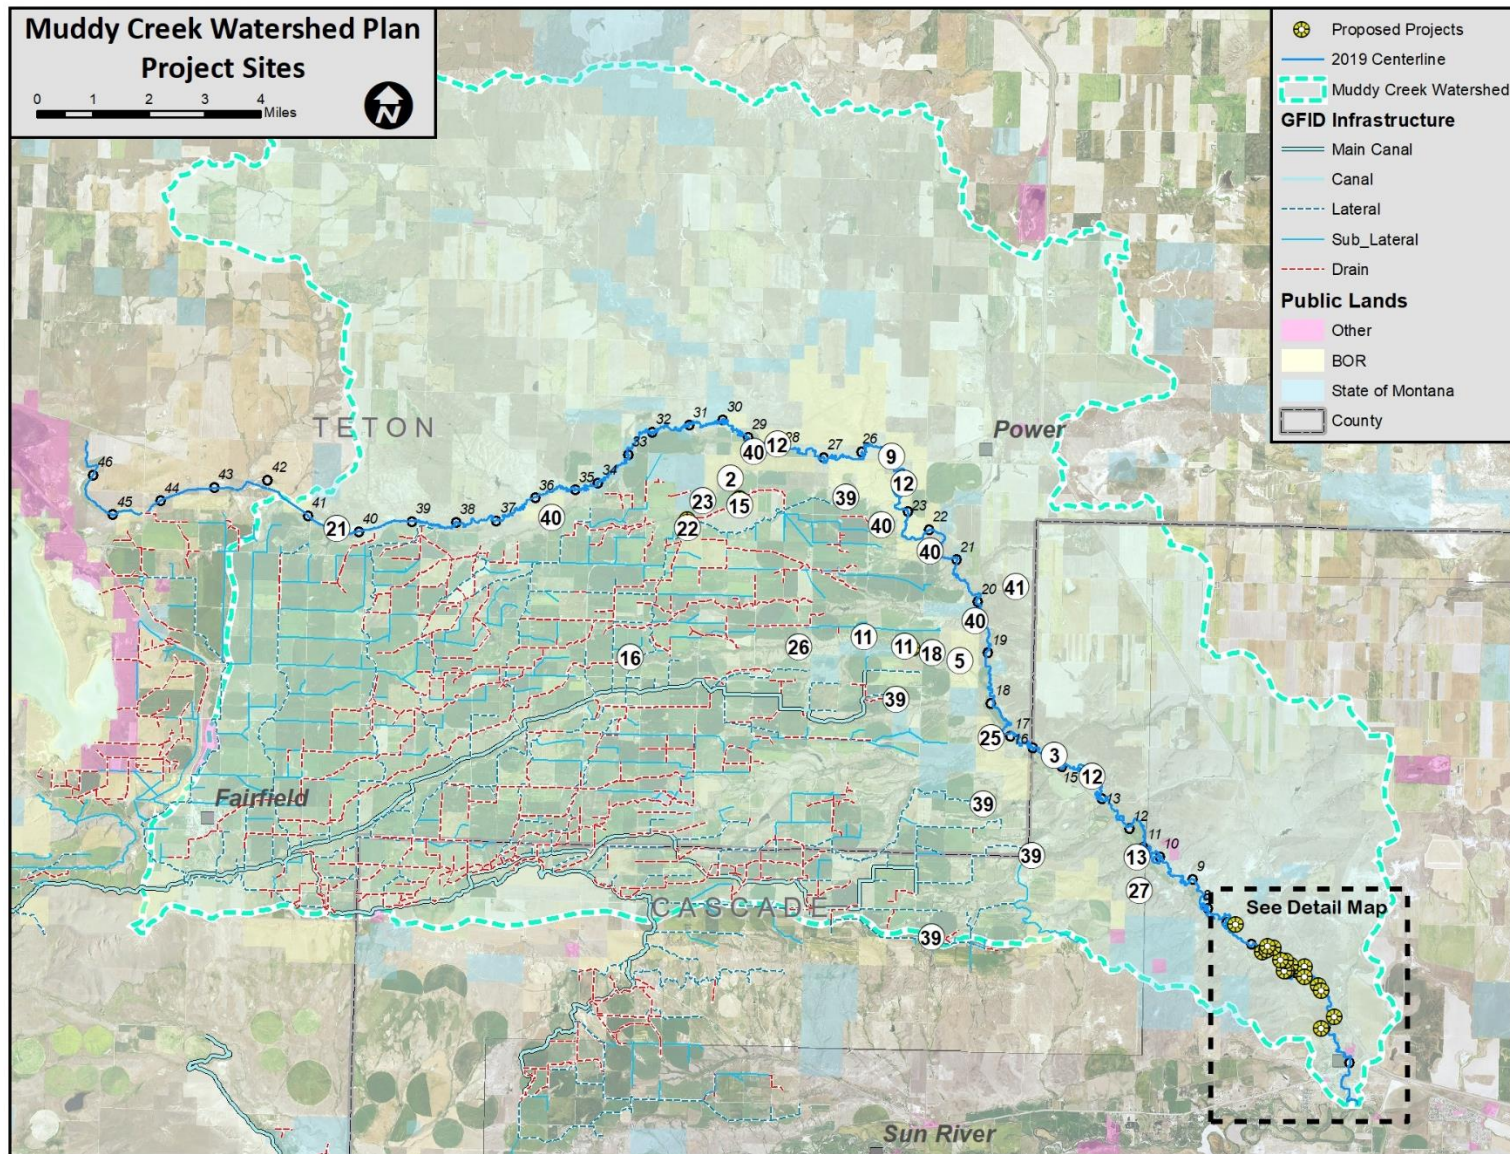 Muddy Creek Watershed Plan
Project Sites
0 1 2 3 4
Miles
N
Proposed Projects
2019 Centerline
Muddy Creek Watershed
GFID Infrastructure
Main Canal
Canal
Lateral
Sub_Lateral
Drain
Public Lands
Other
BOR
State of Montana
County
TETON
Power
30
31
32
29
28
12
40
27
26
9
33
46
42
43
44
45
34
35
36
2
12
23
15
39
22
40
23
22
41
21
40
39
38
37
40
40
21
41
20
40
11
26
11
18
5
19
16
39
18
17
25
16
3
15
12
13
Fairfield
39
12
11
13
10
39
27
9
8
CASCADE
See Detail Map
39
Sun River